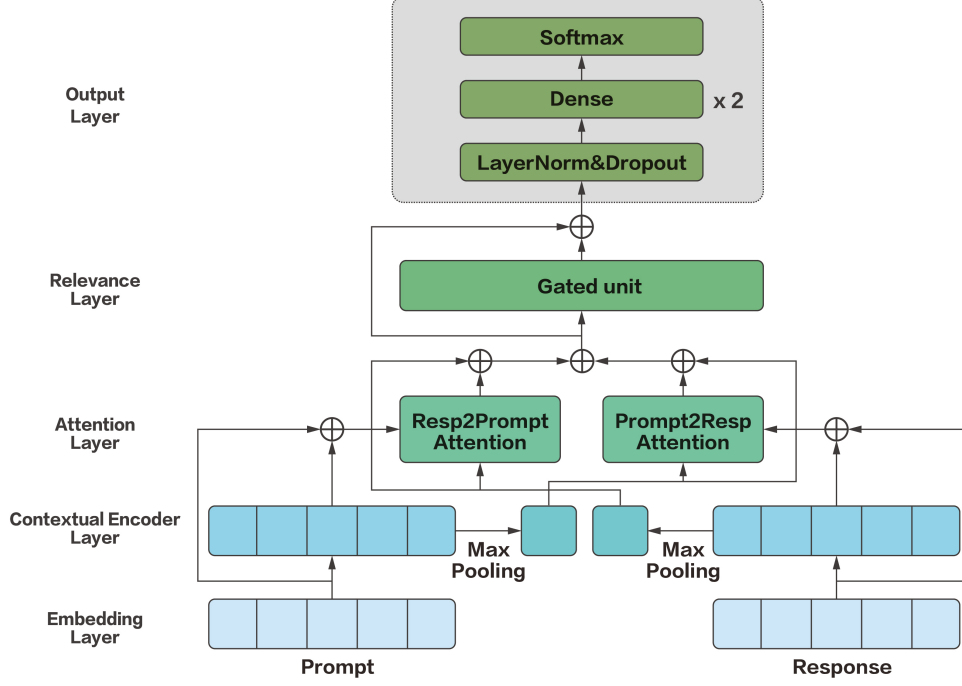 Softmax
Output
Layer
Dense
x 2
LayerNorm&Dropout
Relevance
Layer
Gated unit
Attention
Layer
Resp2Prompt
Attention
Prompt2Resp
Attention
Contextual Encoder
Layer
Max
Pooling
Max
Pooling
Embedding
Layer
Prompt
Response